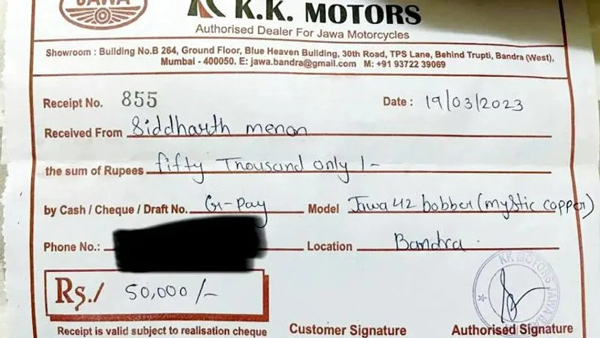 JAWA
K.K. MOTORS
Authorised Dealer For Jawa Motorcycles
Showroom : Building No.B 264, Ground Floor, Blue Heaven Building, 30th Road, TPS Lane, Behind Trupti, Bandra (West),
Mumbai - 400050. E: jawa.bandra@gmail.com M: +91 93722 39069
Receipt No. 855 Date : 19/03/2023
Received From Siddharth menon
the sum of Rupees fifty Thousand only /-
by Cash / Cheque / Draft No. G-Pay Model Jawa 42 bobber (mystic copper)
Phone No.: Location Bandra.
Rs./ 50,000/-
KK MOTORS JAWA
Receipt is valid subject to realisation cheque Customer Signature Authorised Signature